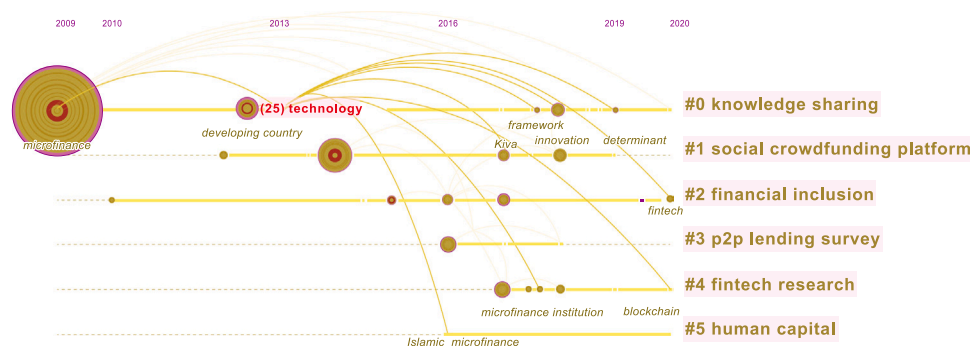 2009 2010 2013 2016 2019 2020
(25) technology
#0 knowledge sharing
developing country
framework
microfinance
Kiva innovation determinant
#1 social crowdfunding platform
#2 financial inclusion
fintech
#3 p2p lending survey
#4 fintech research
microfinance institution blockchain
#5 human capital
Islamic microfinance